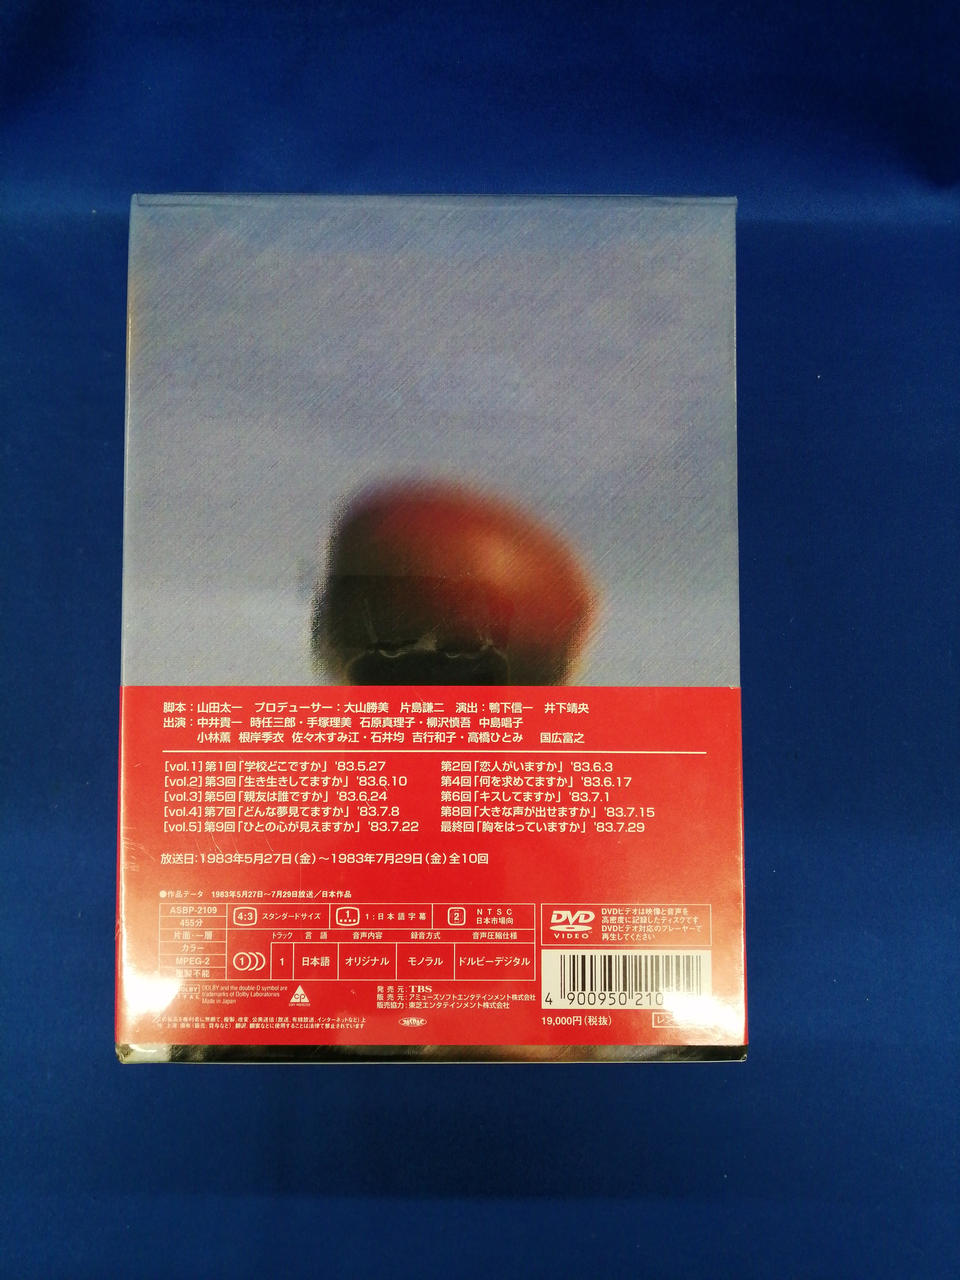 脚本：山田太一　プロデューサー：大山勝美　片島謙二　演出：鴨下信一　井下靖央
出演：中井貴一　時任三郎・手塚理美　石原真理子・柳沢慎吾　中島唱子
小林薫　根岸季衣　佐々木すみ江・石井均　吉行和子・高橋ひとみ　国広富之
[vol.1]第1回「学校どこですか」'83.5.27　第2回「恋人がいますか」'83.6.3
[vol.2]第3回「生き生きしてますか」'83.6.10　第4回「何を求めてますか」'83.6.17
[vol.3]第5回「親友は誰ですか」'83.6.24　第6回「キスしてますか」'83.7.1
[vol.4]第7回「どんな夢見てますか」'83.7.8　第8回「大きな声が出せますか」'83.7.15
[vol.5]第9回「ひとの心が見えますか」'83.7.22　最終回「胸をはっていますか」'83.7.29
放送日：1983年5月27日（金）～1983年7月29日（金）全10回
●作品データ　1983年5月27日～7月29日放送／日本作品
ASBP-2109
455分
片面・一層
カラー
MPEG-2
複製不能
4:3 スタンダードサイズ
1 1：日本語字幕
2 NTSC 日本市場向
トラック　言語　音声内容　録音方式　音声圧縮仕様
1　日本語　オリジナル　モノラル　ドルビーデジタル
DVD VIDEO
DVDビデオは映像と音声を
高密度に記録したディスクです
DVDビデオ対応のプレーヤーで
再生してください
DOLBY and the double-D symbol are
trademarks of Dolby Laboratories
Made in Japan
発売元：TBS
販売元：アミューズソフトエンタテインメント株式会社
販売協力：東芝エンタテインメント株式会社
4 900950 210
19,000円（税抜）